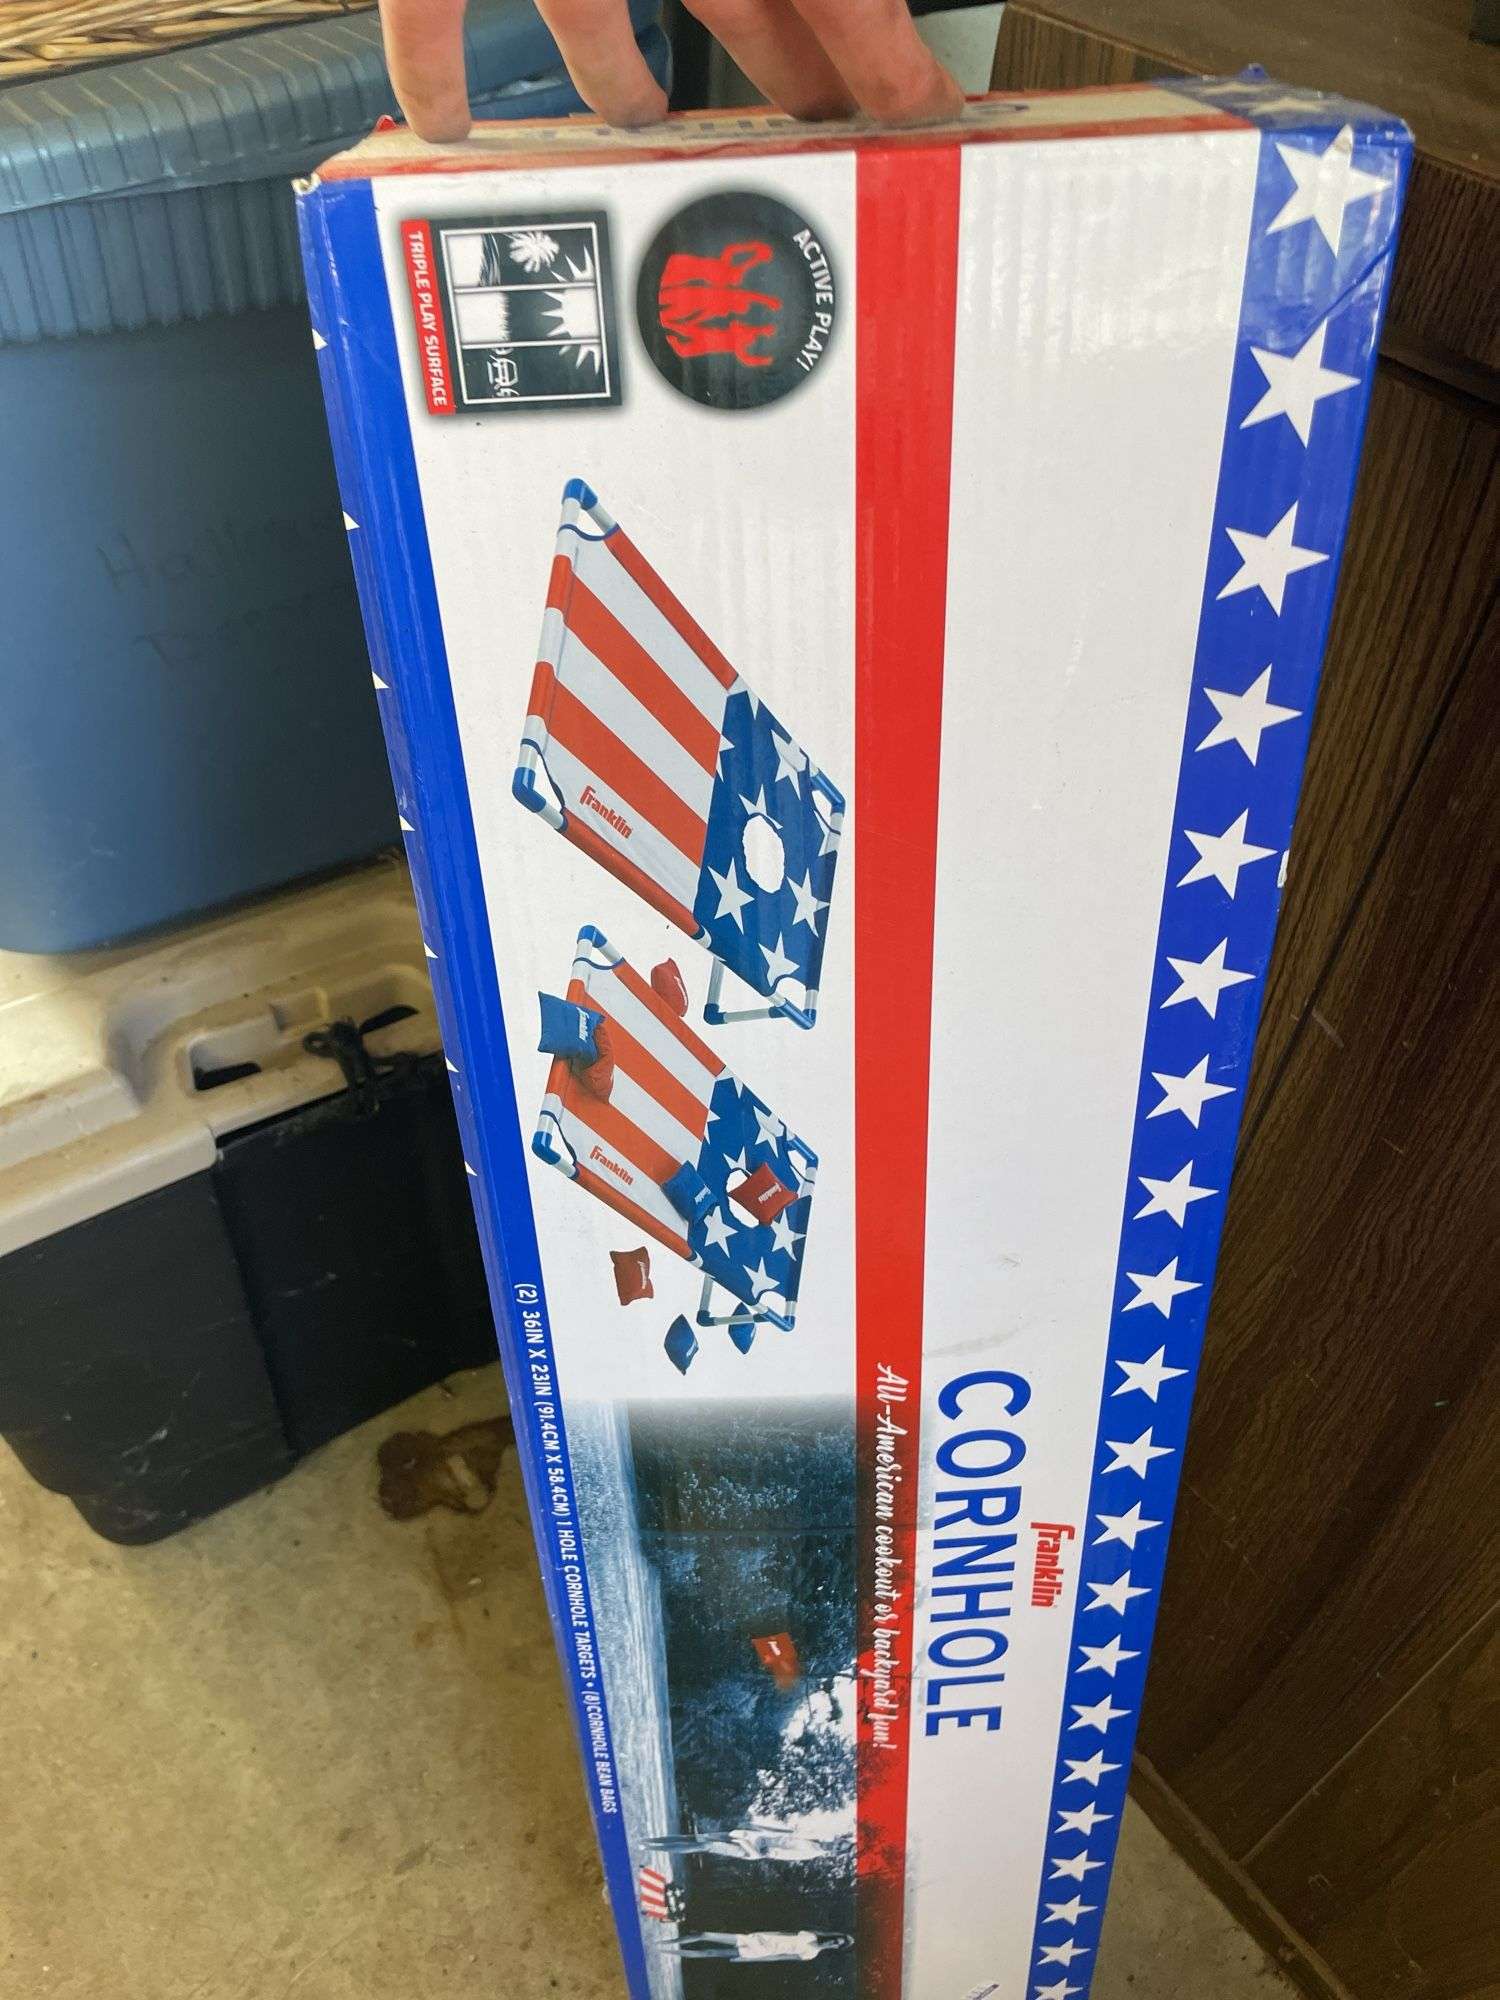 ACTIVE PLAY!
TRIPLE PLAY SURFACE
Franklin
Franklin
Franklin
CORNHOLE
All-American cookout or backyard fun!
(2) 36IN X 23IN (91.4CM X 58.4CM) 1 HOLE CORNHOLE TARGETS • (8)CORNHOLE BEAN BAGS